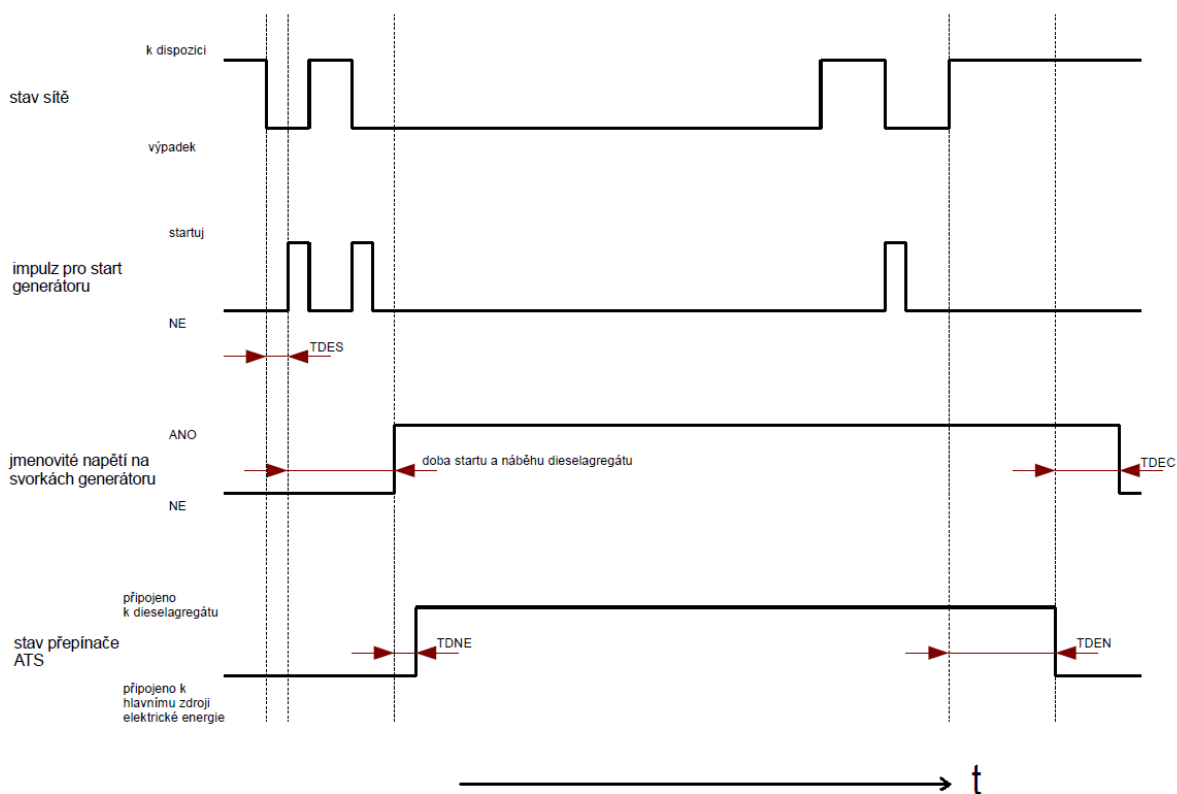 k dispozici
stav sítě
výpadek
startuj
impulz pro start
generátoru
NE
TDES
ANO
jmenovité napětí na
svorkách generátoru
doba startu a náběhu dieselagregátu
TDEC
NE
připojeno
k dieselagregátu
stav přepínače
ATS
TDNE
TDEN
připojeno k
hlavnímu zdroji
elektrické energie
t